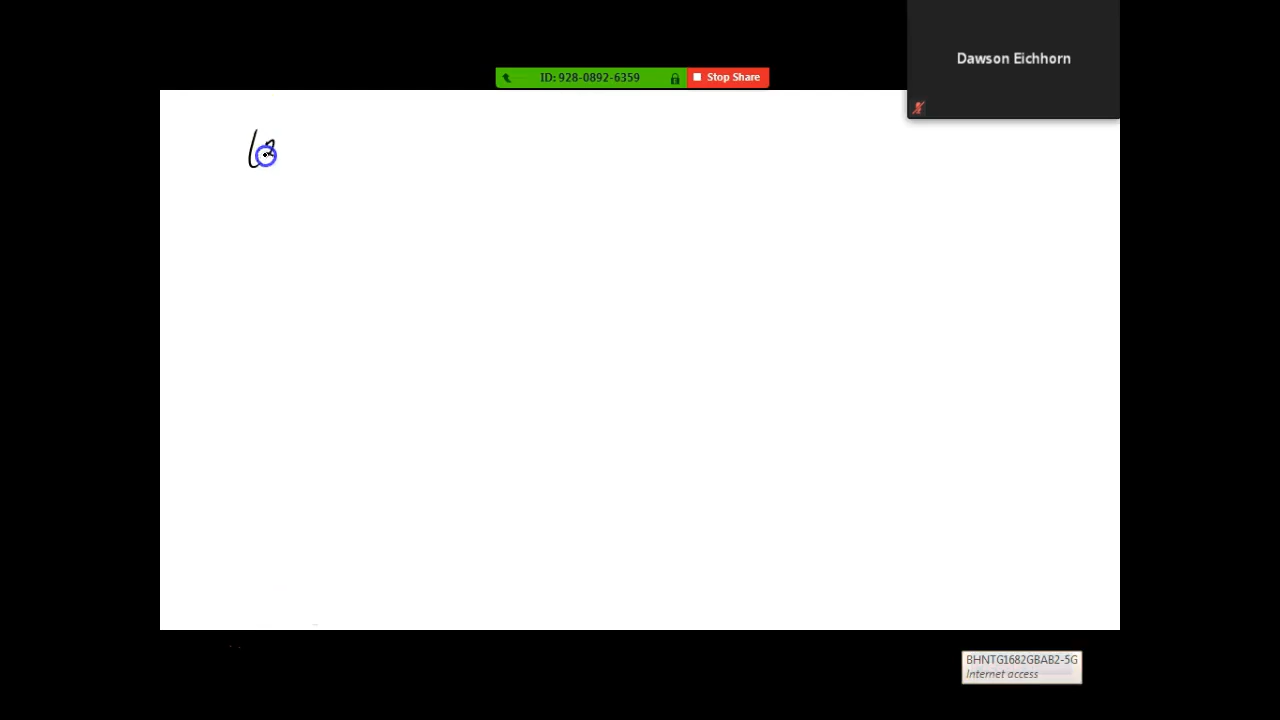 Dawson Eichhorn
ID: 928-0892-6359 Stop Share
BHNTG1682GBAB2-5G
Internet access